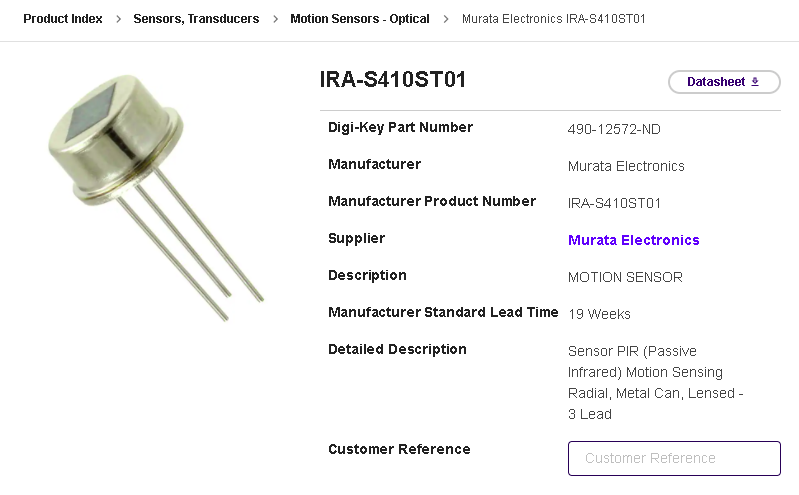 Product Index > Sensors, Transducers > Motion Sensors - Optical > Murata Electronics IRA-S410ST01
IRA-S410ST01
Datasheet
Digi-Key Part Number 490-12572-ND
Manufacturer Murata Electronics
Manufacturer Product Number IRA-S410ST01
Supplier Murata Electronics
Description MOTION SENSOR
Manufacturer Standard Lead Time 19 Weeks
Detailed Description Sensor PIR (Passive
Infrared) Motion Sensing
Radial, Metal Can, Lensed -
3 Lead
Customer Reference Customer Reference